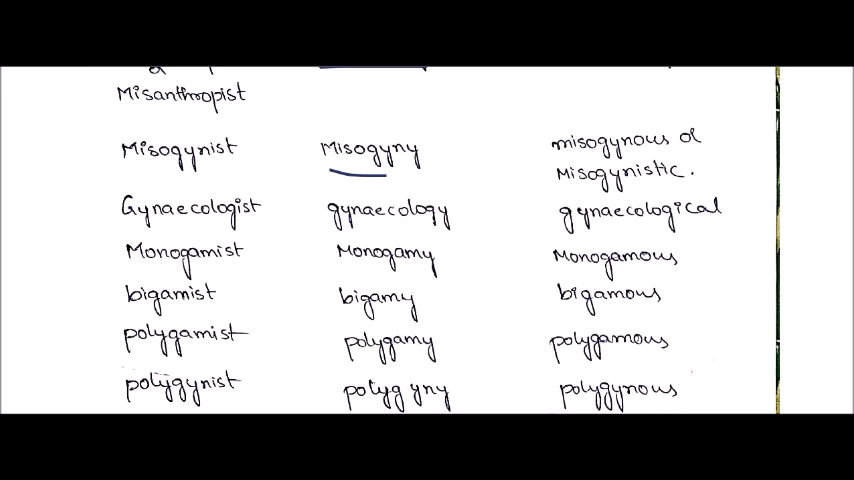 Misanthropist
Misogynist Misogyny misogynous or
Misogynistic.
Gynaecologist gynaecology gynaecological
Monogamist Monogamy Monogamous
bigamist bigamy bigamous
polygamist polygamy polygamous
polygynist polygyny polygynous